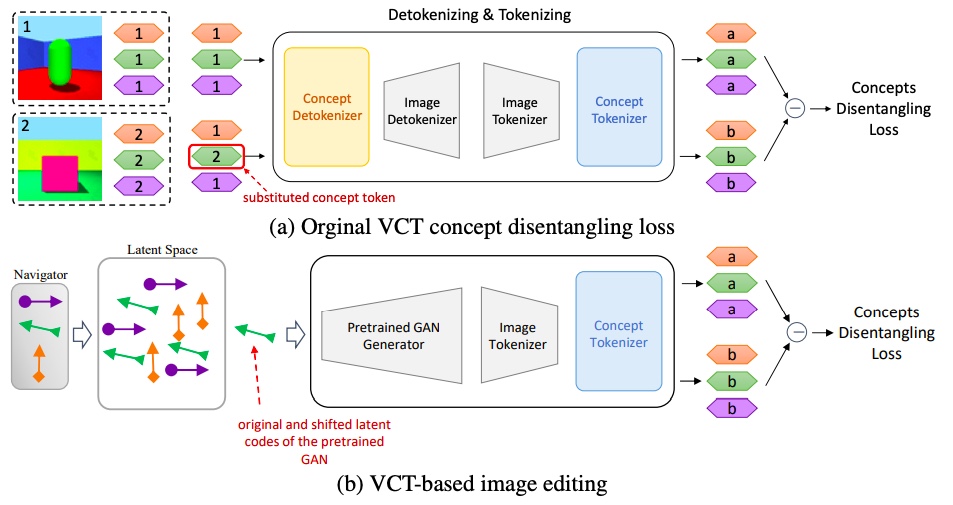 Detokenizing & Tokenizing
1
1
1
1
1
1
1
Concept
Detokenizer
Image
Detokenizer
Image
Tokenizer
Concept
Tokenizer
a
a
a
Concepts
Disentangling
Loss
2
2
2
2
1
2
1
b
b
b
substituted concept token
(a) Orginal VCT concept disentangling loss
Latent Space
Navigator
Pretrained GAN
Generator
Image
Tokenizer
Concept
Tokenizer
a
a
a
Concepts
Disentangling
Loss
b
b
b
original and shifted latent
codes of the pretrained
GAN
(b) VCT-based image editing